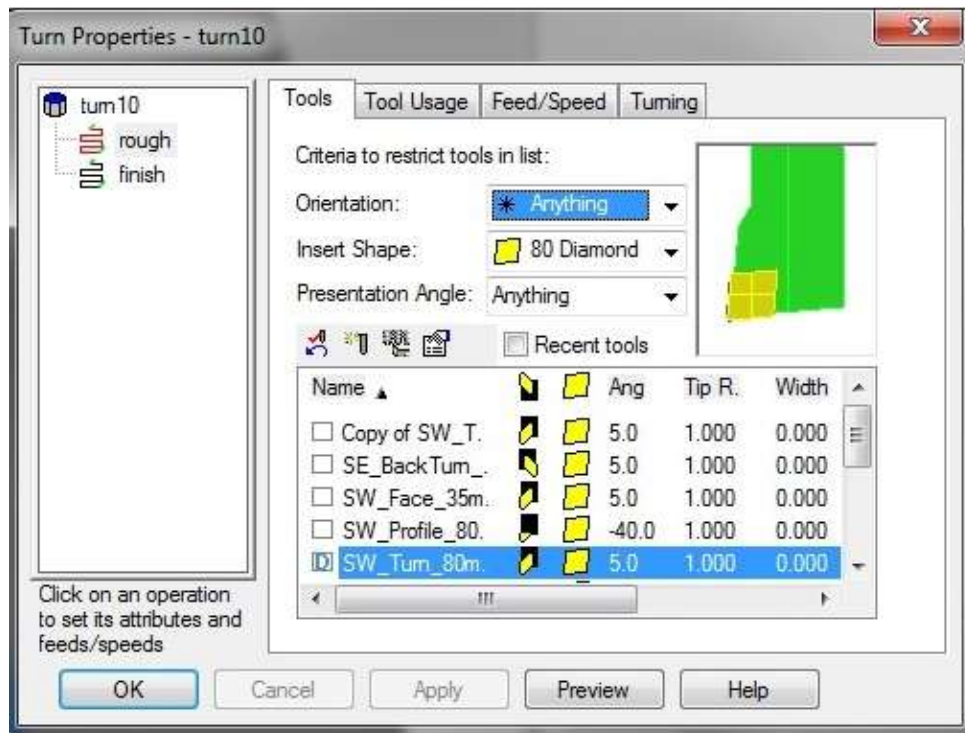 Turn Properties - turn10
turn10
rough
finish
Click on an operation
to set its attributes and
feeds/speeds
Tools Tool Usage Feed/Speed Turning
Criteria to restrict tools in list:
Orientation: Anything
Insert Shape: 80 Diamond
Presentation Angle: Anything
Recent tools
Name Ang Tip R. Width
Copy of SW_T. 5.0 1.000 0.000
SE_BackTurn_. 5.0 1.000 0.000
SW_Face_35m. 5.0 1.000 0.000
SW_Profile_80. -40.0 1.000 0.000
D SW_Turn_80m. 5.0 1.000 0.000
OK Cancel Apply Preview Help